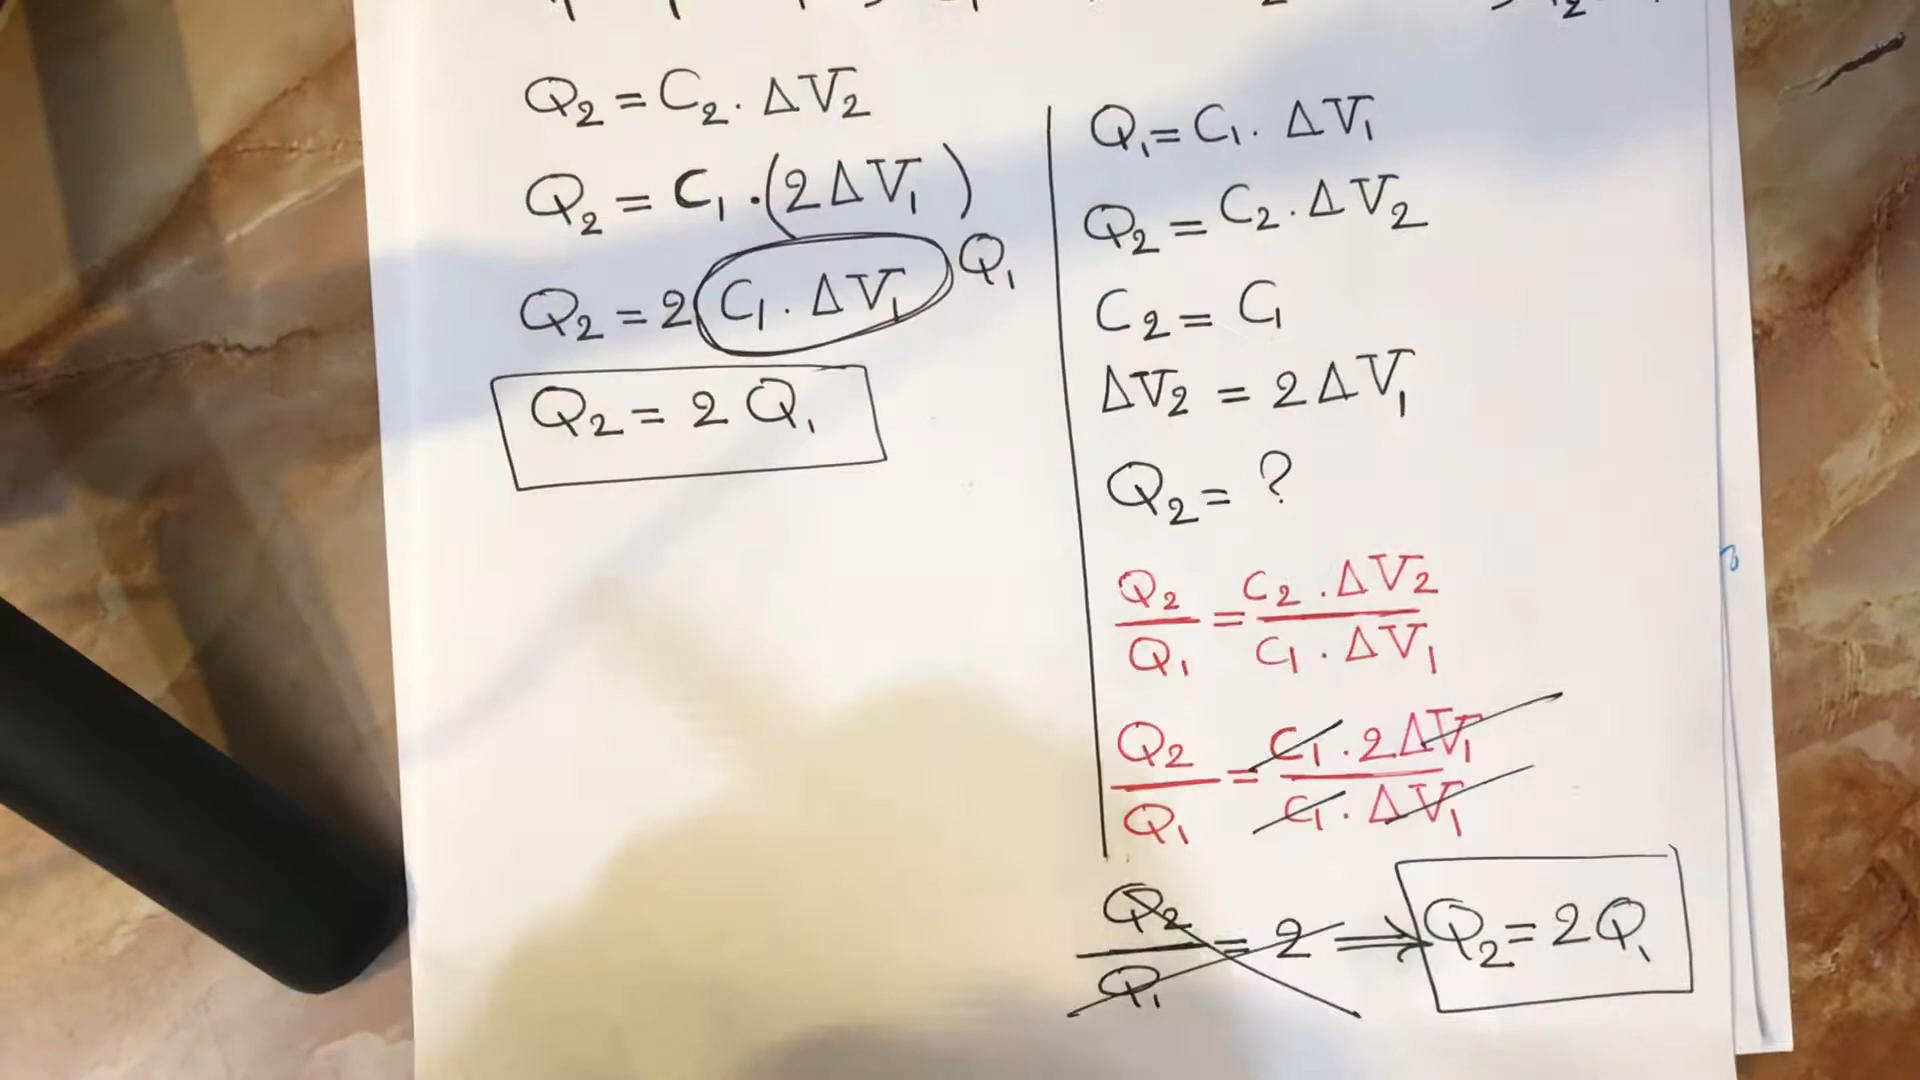 Q₂ = C₂ . ΔV₂
Q₂ = C₁ . (2ΔV₁)
Q₂ = 2 C₁ . ΔV₁ Q₁
Q₂ = 2 Q₁
Q₁ = C₁ . ΔV₁
Q₂ = C₂ . ΔV₂
C₂ = C₁
ΔV₂ = 2ΔV₁
Q₂ = ?
Q₂/Q₁ = C₂ . ΔV₂/C₁ . ΔV₁
Q₂/Q₁ = C₁ . 2ΔV₁/C₁ . ΔV₁
Q₂/Q₁ = 2 ⟹ Q₂ = 2Q₁